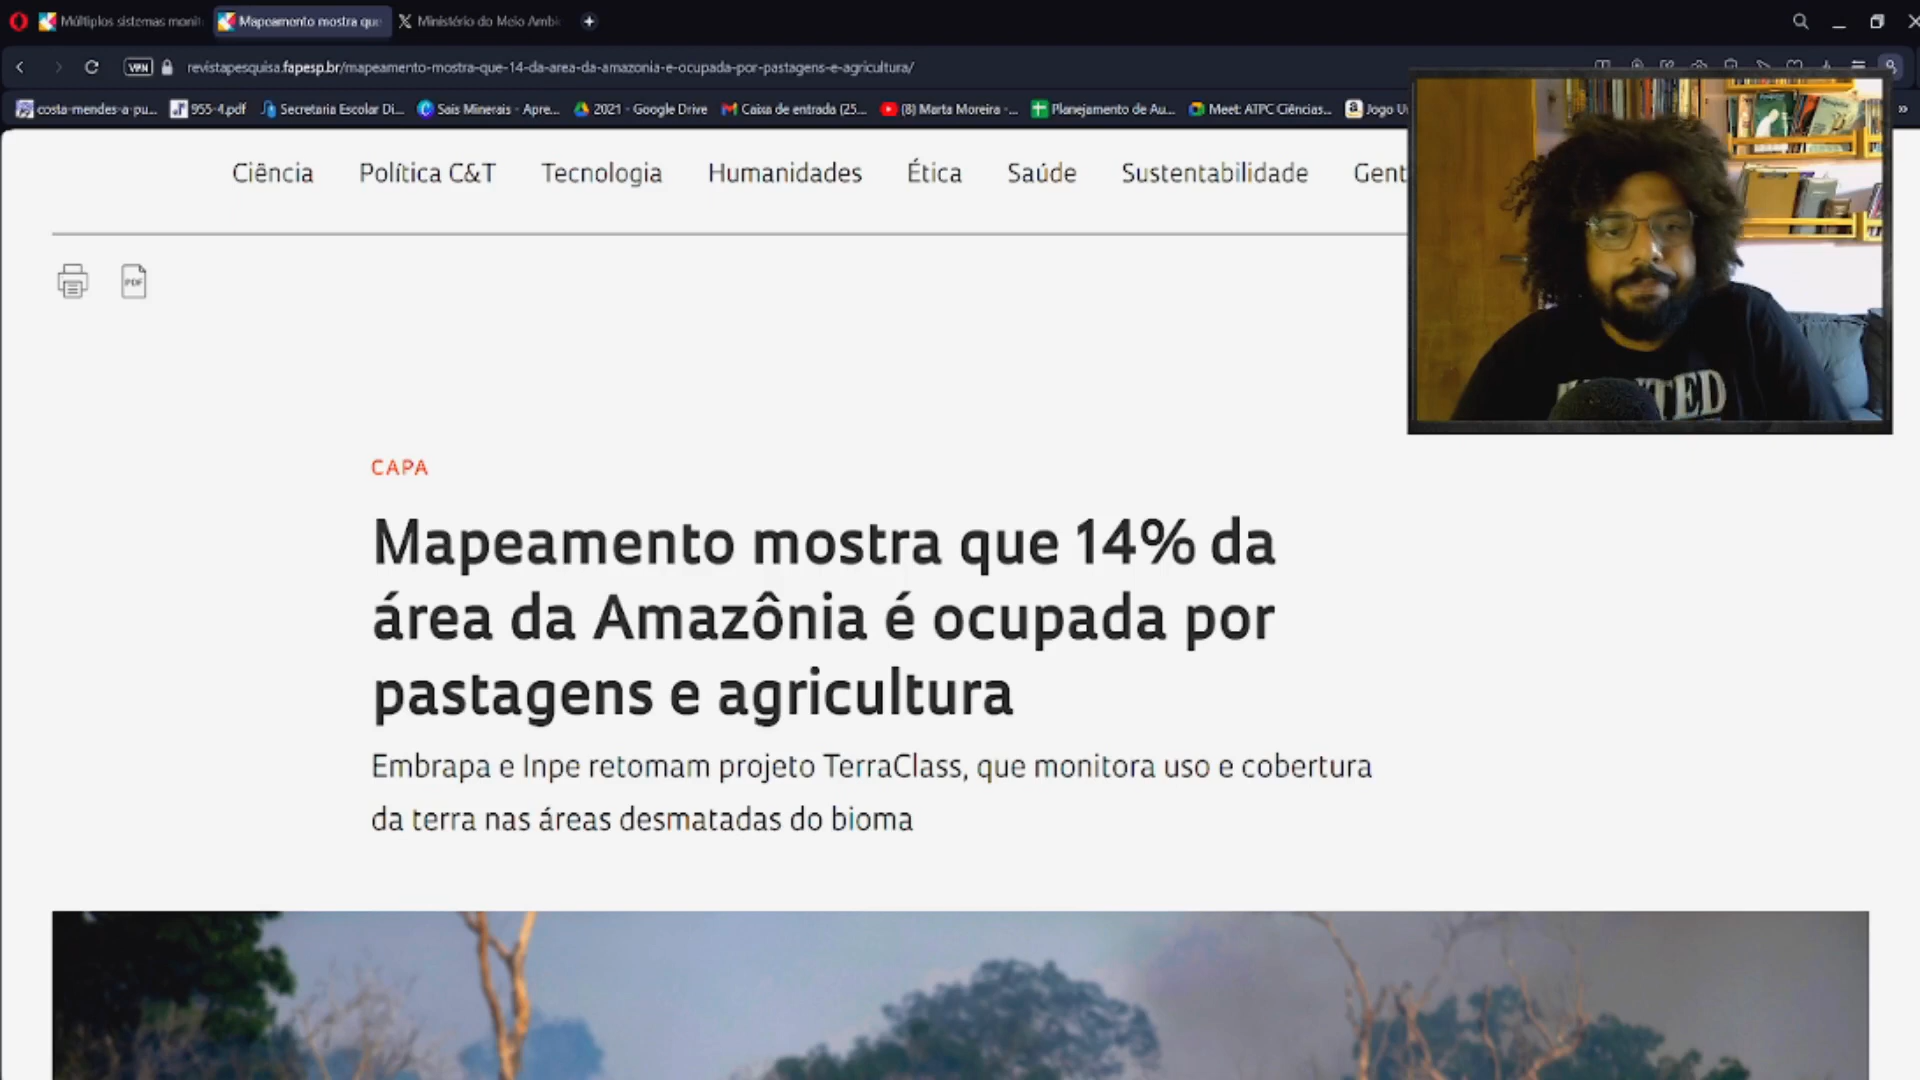 Múltiplos sistemas monit
Mapeamento mostra que
Ministério do Meio Ambi
VPN
revistapesquisa.fapesp.br/mapeamento-mostra-que-14-da-area-da-amazonia-e-ocupada-por-pastagens-e-agricultura/
costa-mendes-a-pu...
955-4.pdf
Secretaria Escolar Di...
Sais Minerais - Apre...
2021 - Google Drive
Caixa de entrada (25...
(8) Marta Moreira -...
Planejamento de Au...
Meet: ATPC Ciências...
Jogo U
Ciência
Política C&T
Tecnologia
Humanidades
Ética
Saúde
Sustentabilidade
Gent
PDF
CAPA
Mapeamento mostra que 14% da
área da Amazônia é ocupada por
pastagens e agricultura
Embrapa e Inpe retomam projeto TerraClass, que monitora uso e cobertura
da terra nas áreas desmatadas do bioma